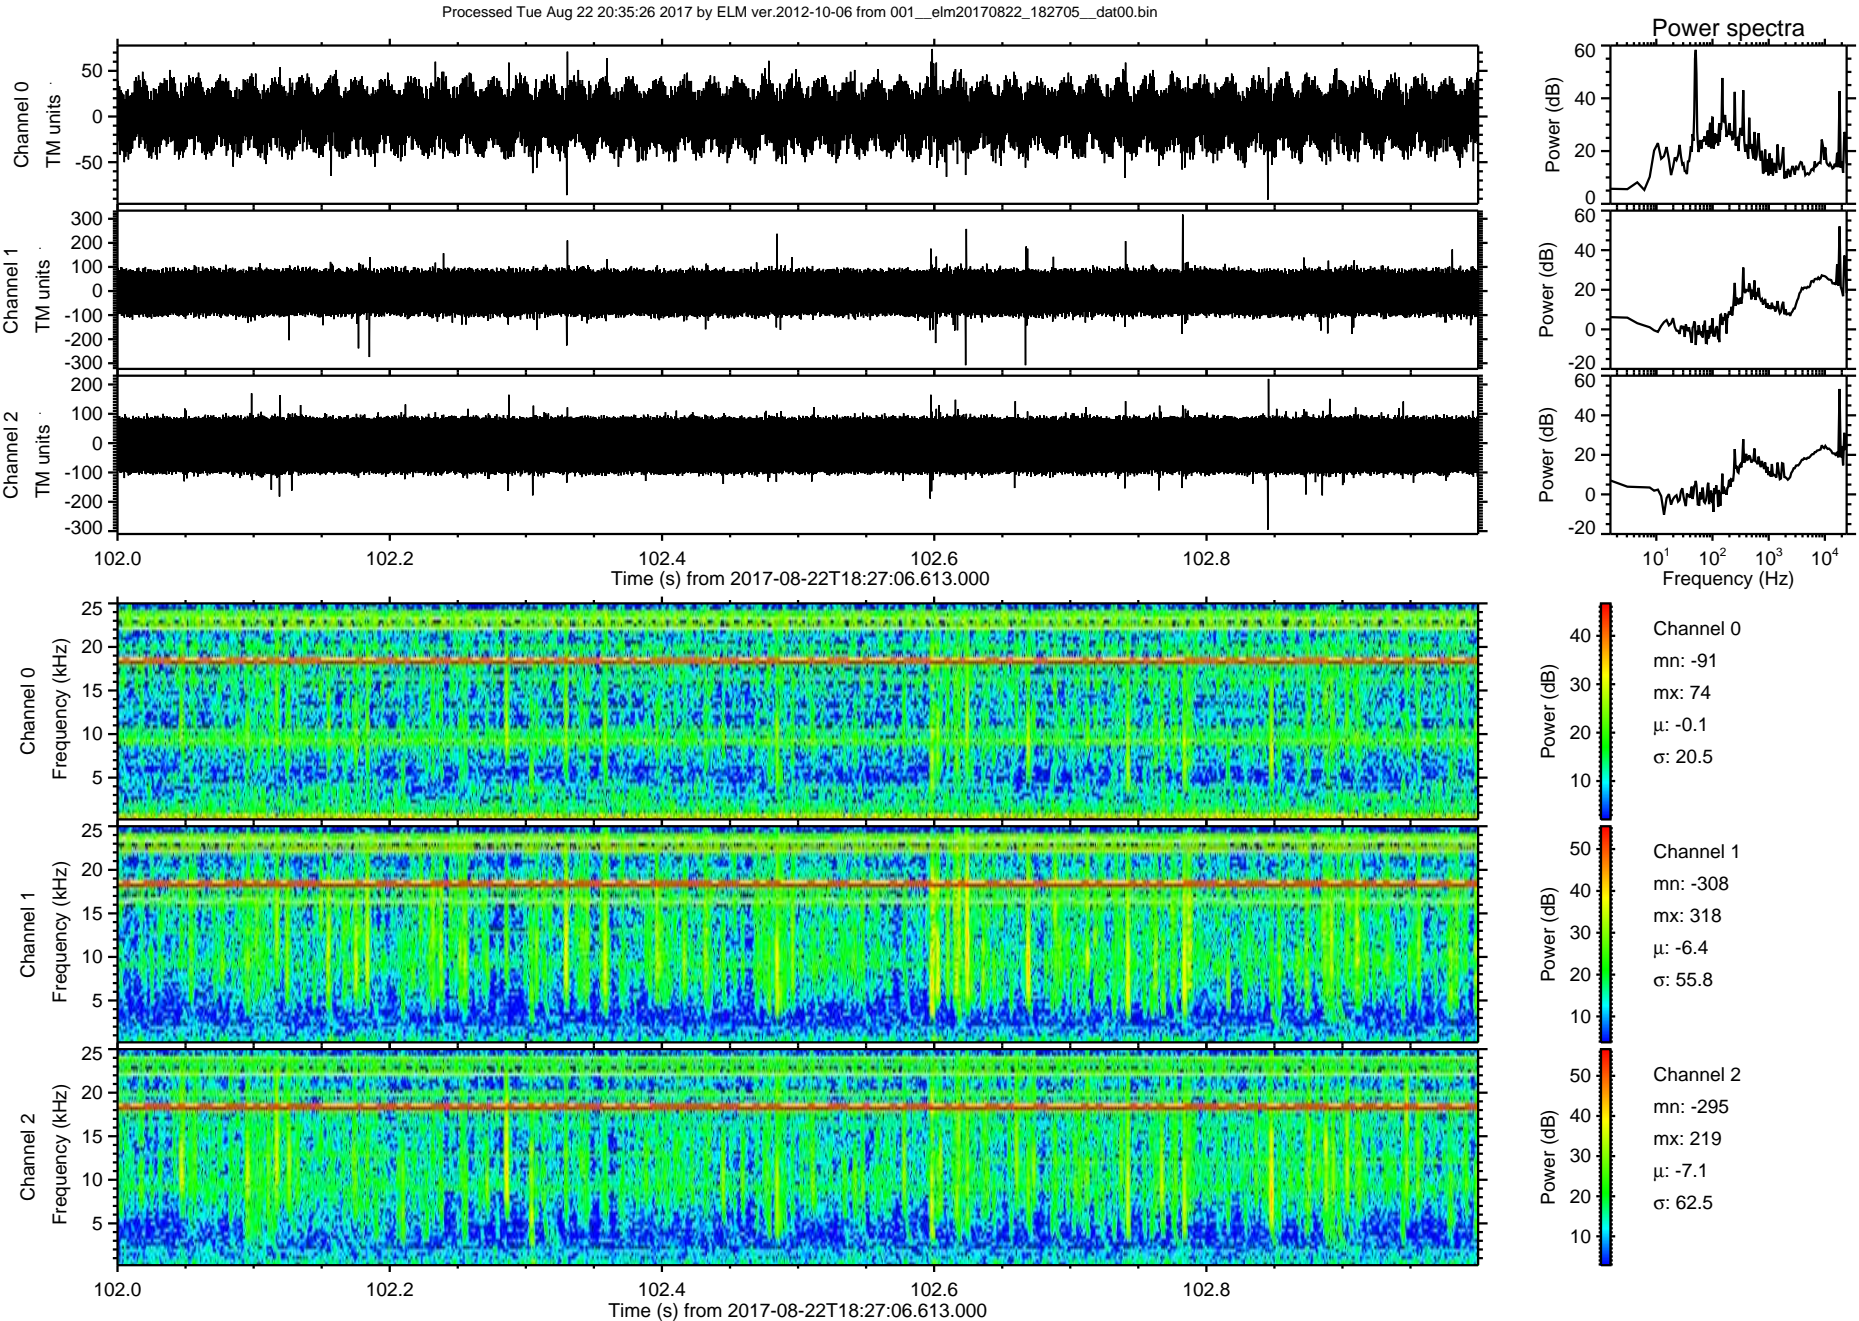 Processed Tue Aug 22 20:35:26 2017 by ELM ver.2012-10-06 from 001__elm20170822_182705__dat00.bin
Power spectra
Channel 0
TM units
50
0
-50
Power (dB)
60
40
20
0
Channel 1
TM units
300
200
100
0
-100
-200
-300
Power (dB)
60
40
20
0
-20
Channel 2
TM units
200
100
0
-100
-200
-300
Power (dB)
60
40
20
0
-20
102.0 102.2 102.4 102.6 102.8
Time (s) from 2017-08-22T18:27:06.613.000
10¹ 10² 10³ 10⁴
Frequency (Hz)
Channel 0
Frequency (kHz)
25
20
15
10
5
Power (dB)
40
30
20
10
Channel 0
mn: -91
mx: 74
μ: -0.1
σ: 20.5
Channel 1
Frequency (kHz)
25
20
15
10
5
Power (dB)
50
40
30
20
10
Channel 1
mn: -308
mx: 318
μ: -6.4
σ: 55.8
Channel 2
Frequency (kHz)
25
20
15
10
5
Power (dB)
50
40
30
20
10
Channel 2
mn: -295
mx: 219
μ: -7.1
σ: 62.5
102.0 102.2 102.4 102.6 102.8
Time (s) from 2017-08-22T18:27:06.613.000